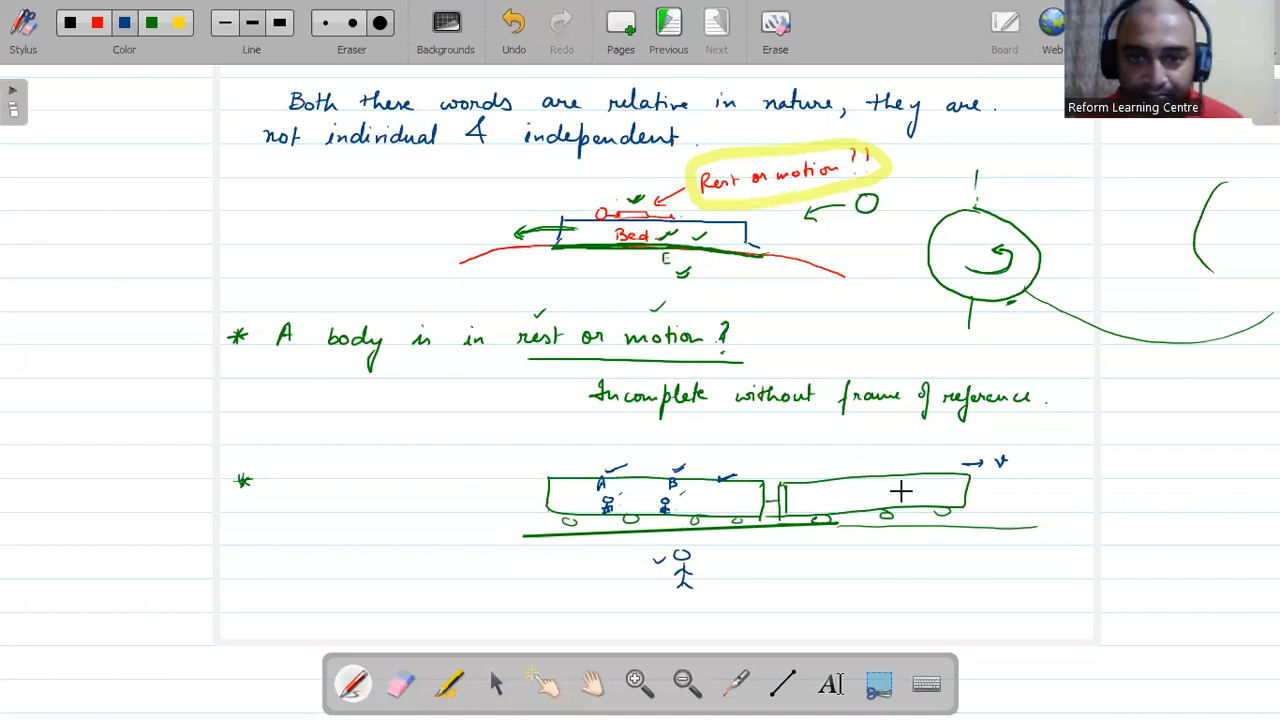 Stylus
Color
Line
Eraser
Backgrounds
Undo
Redo
Pages
Previous
Next
Erase
Board
Web
Reform Learning Centre
Both these words are relative in nature, they are
not individual & independent.
Rest or motion ?!
Bed
E
* A body is in rest or motion?
Incomplete without frame of reference.
* A B → v